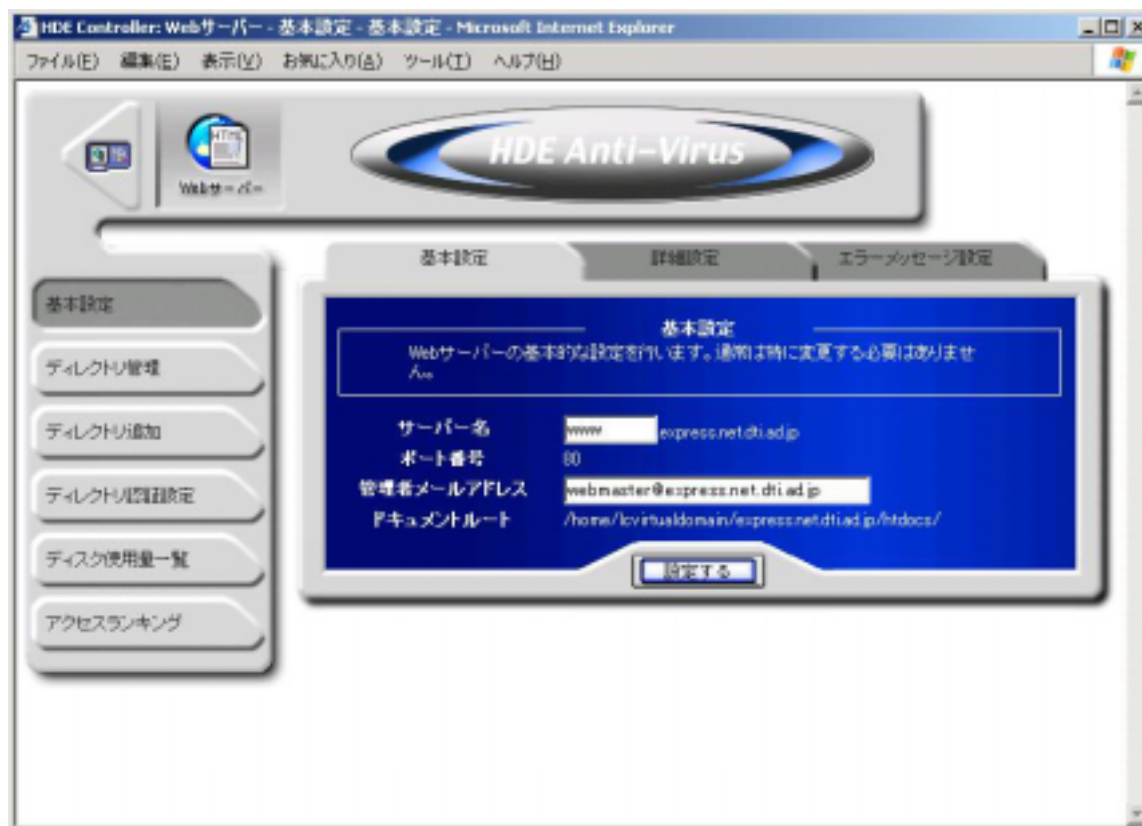 HDE Controller: Webサーバー - 基本設定 - 基本設定 - Microsoft Internet Explorer
ファイル(F) 編集(E) 表示(V) お気に入り(A) ツール(T) ヘルプ(H)
HTML
Webサーバー
HDE Anti-Virus
基本設定 詳細設定 エラーメッセージ設定
基本設定
ディレクトリ管理
ディレクトリ追加
ディレクトリ認証設定
ディスク使用量一覧
アクセスランキング
基本設定
Webサーバーの基本的な設定を行います。通常は特に変更する必要はありませ
ん。
サーバー名 www .express.net.dti.ad.jp
ポート番号 80
管理者メールアドレス webmaster@express.net.dti.ad.jp
ドキュメントルート /home/lcvirtualdomain/express.net.dti.ad.jp/htdocs/
設定する